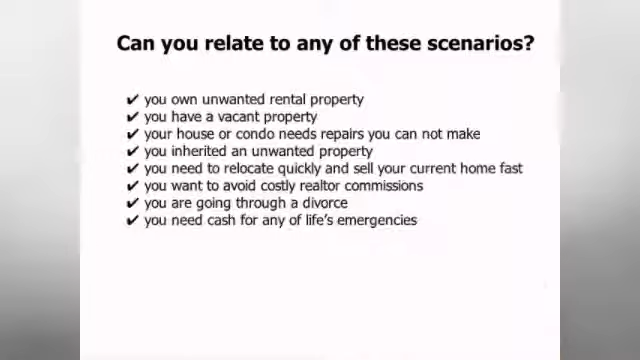 Can you relate to any of these scenarios?
✔ you own unwanted rental property
✔ you have a vacant property
✔ your house or condo needs repairs you can not make
✔ you inherited an unwanted property
✔ you need to relocate quickly and sell your current home fast
✔ you want to avoid costly realtor commissions
✔ you are going through a divorce
✔ you need cash for any of life's emergencies